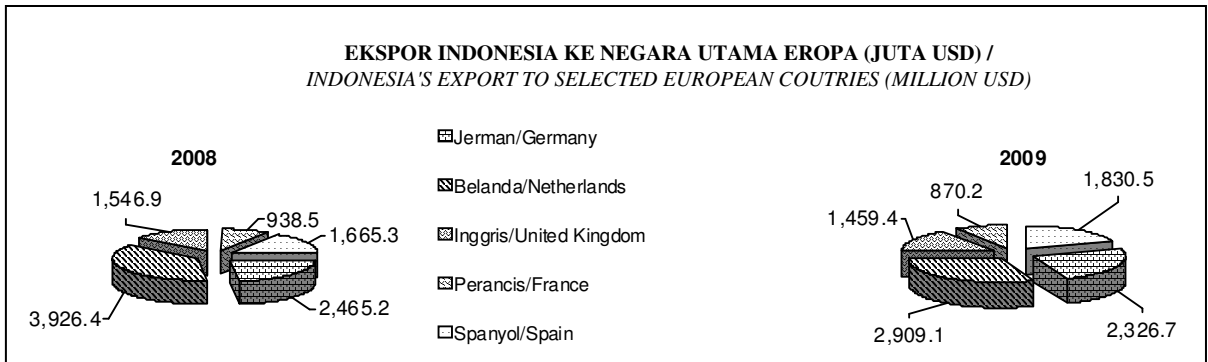 EKSPOR INDONESIA KE NEGARA UTAMA EROPA (JUTA USD) /
INDONESIA'S EXPORT TO SELECTED EUROPEAN COUTRIES (MILLION USD)
2008
1,546.9
938.5
1,665.3
3,926.4
2,465.2
Jerman/Germany
Belanda/Netherlands
Inggris/United Kingdom
Perancis/France
Spanyol/Spain
2009
870.2
1,830.5
1,459.4
2,909.1
2,326.7